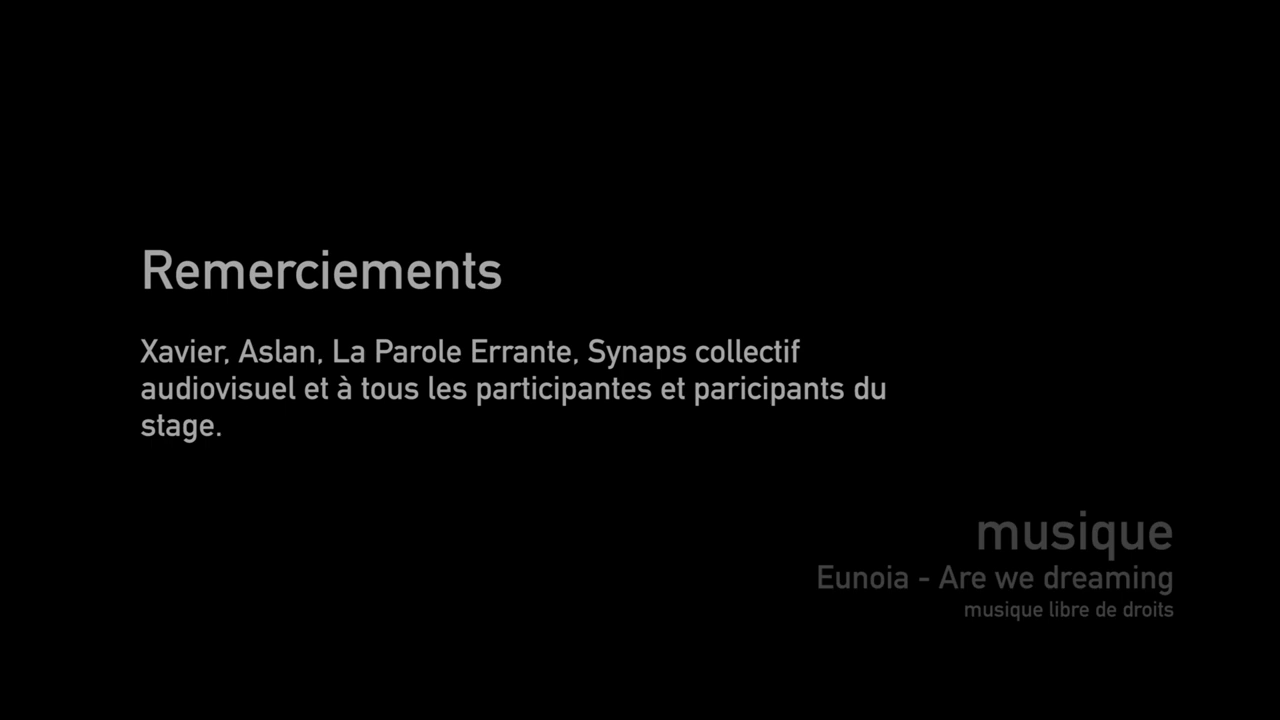 Remerciements
Xavier, Aslan, La Parole Errante, Synaps collectif
audiovisuel et à tous les participantes et paricipants du
stage.
musique
Eunoia - Are we dreaming
musique libre de droits